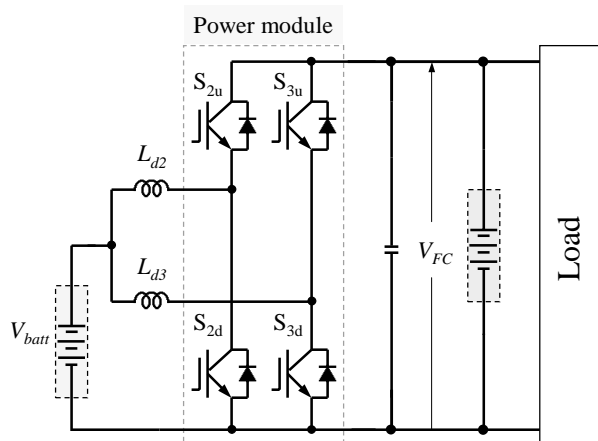 Power module
S2u
S3u
Ld2
Ld3
VFC
Load
S2d
S3d
Vbatt